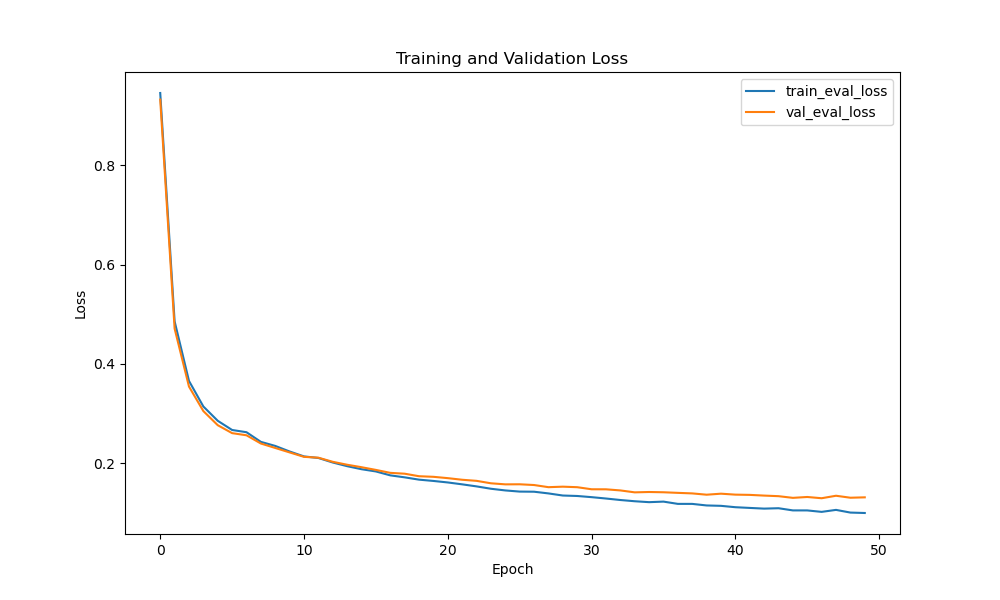 Training and Validation Loss
train_eval_loss
val_eval_loss
Loss
0.8
0.6
0.4
0.2
0 10 20 30 40 50
Epoch